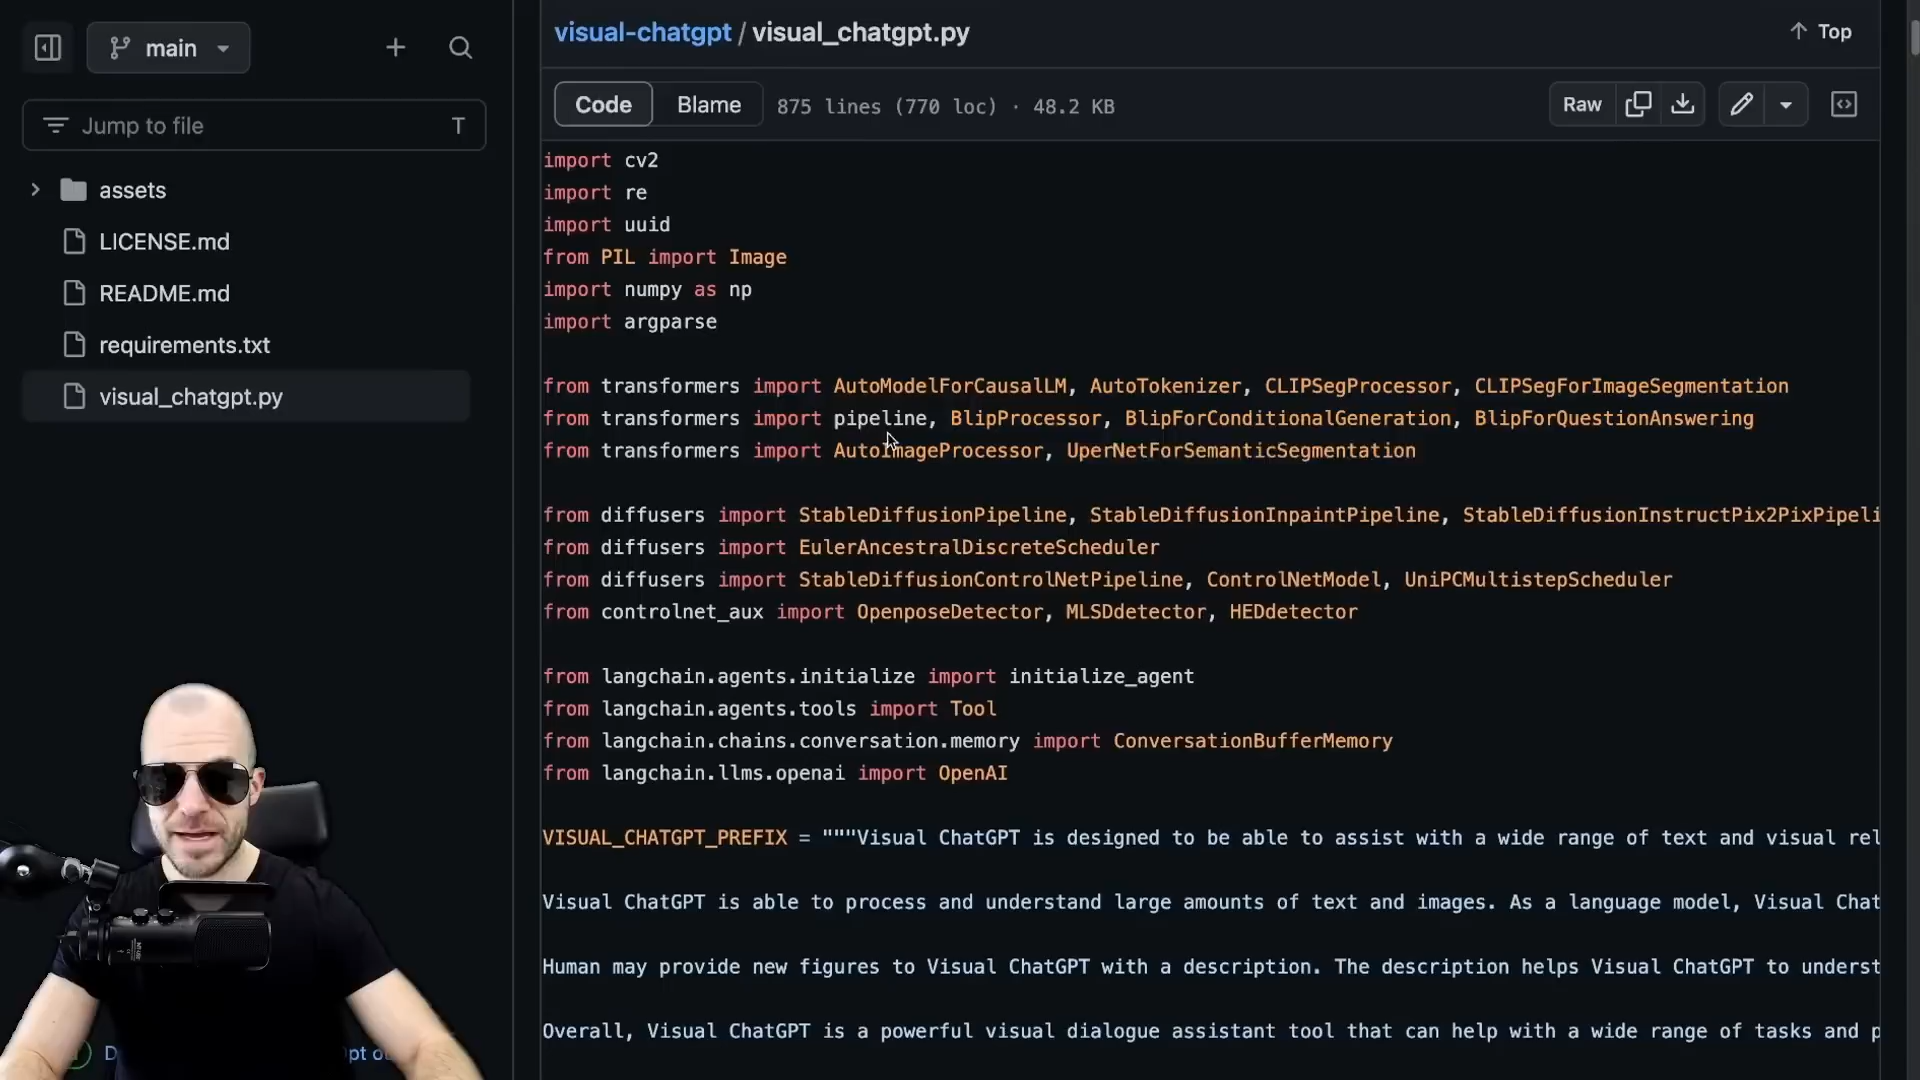 main
Jump to file T
assets
LICENSE.md
README.md
requirements.txt
visual_chatgpt.py
visual-chatgpt / visual_chatgpt.py
Top
Code Blame 875 lines (770 loc) · 48.2 KB
Raw
import cv2
import re
import uuid
from PIL import Image
import numpy as np
import argparse
from transformers import AutoModelForCausalLM, AutoTokenizer, CLIPSegProcessor, CLIPSegForImageSegmentation
from transformers import pipeline, BlipProcessor, BlipForConditionalGeneration, BlipForQuestionAnswering
from transformers import AutoImageProcessor, UperNetForSemanticSegmentation
from diffusers import StableDiffusionPipeline, StableDiffusionInpaintPipeline, StableDiffusionInstructPix2PixPipeli
from diffusers import EulerAncestralDiscreteScheduler
from diffusers import StableDiffusionControlNetPipeline, ControlNetModel, UniPCMultistepScheduler
from controlnet_aux import OpenposeDetector, MLSDdetector, HEDdetector
from langchain.agents.initialize import initialize_agent
from langchain.agents.tools import Tool
from langchain.chains.conversation.memory import ConversationBufferMemory
from langchain.llms.openai import OpenAI
VISUAL_CHATGPT_PREFIX = """Visual ChatGPT is designed to be able to assist with a wide range of text and visual rel
Visual ChatGPT is able to process and understand large amounts of text and images. As a language model, Visual Chat
Human may provide new figures to Visual ChatGPT with a description. The description helps Visual ChatGPT to underst
Overall, Visual ChatGPT is a powerful visual dialogue assistant tool that can help with a wide range of tasks and p